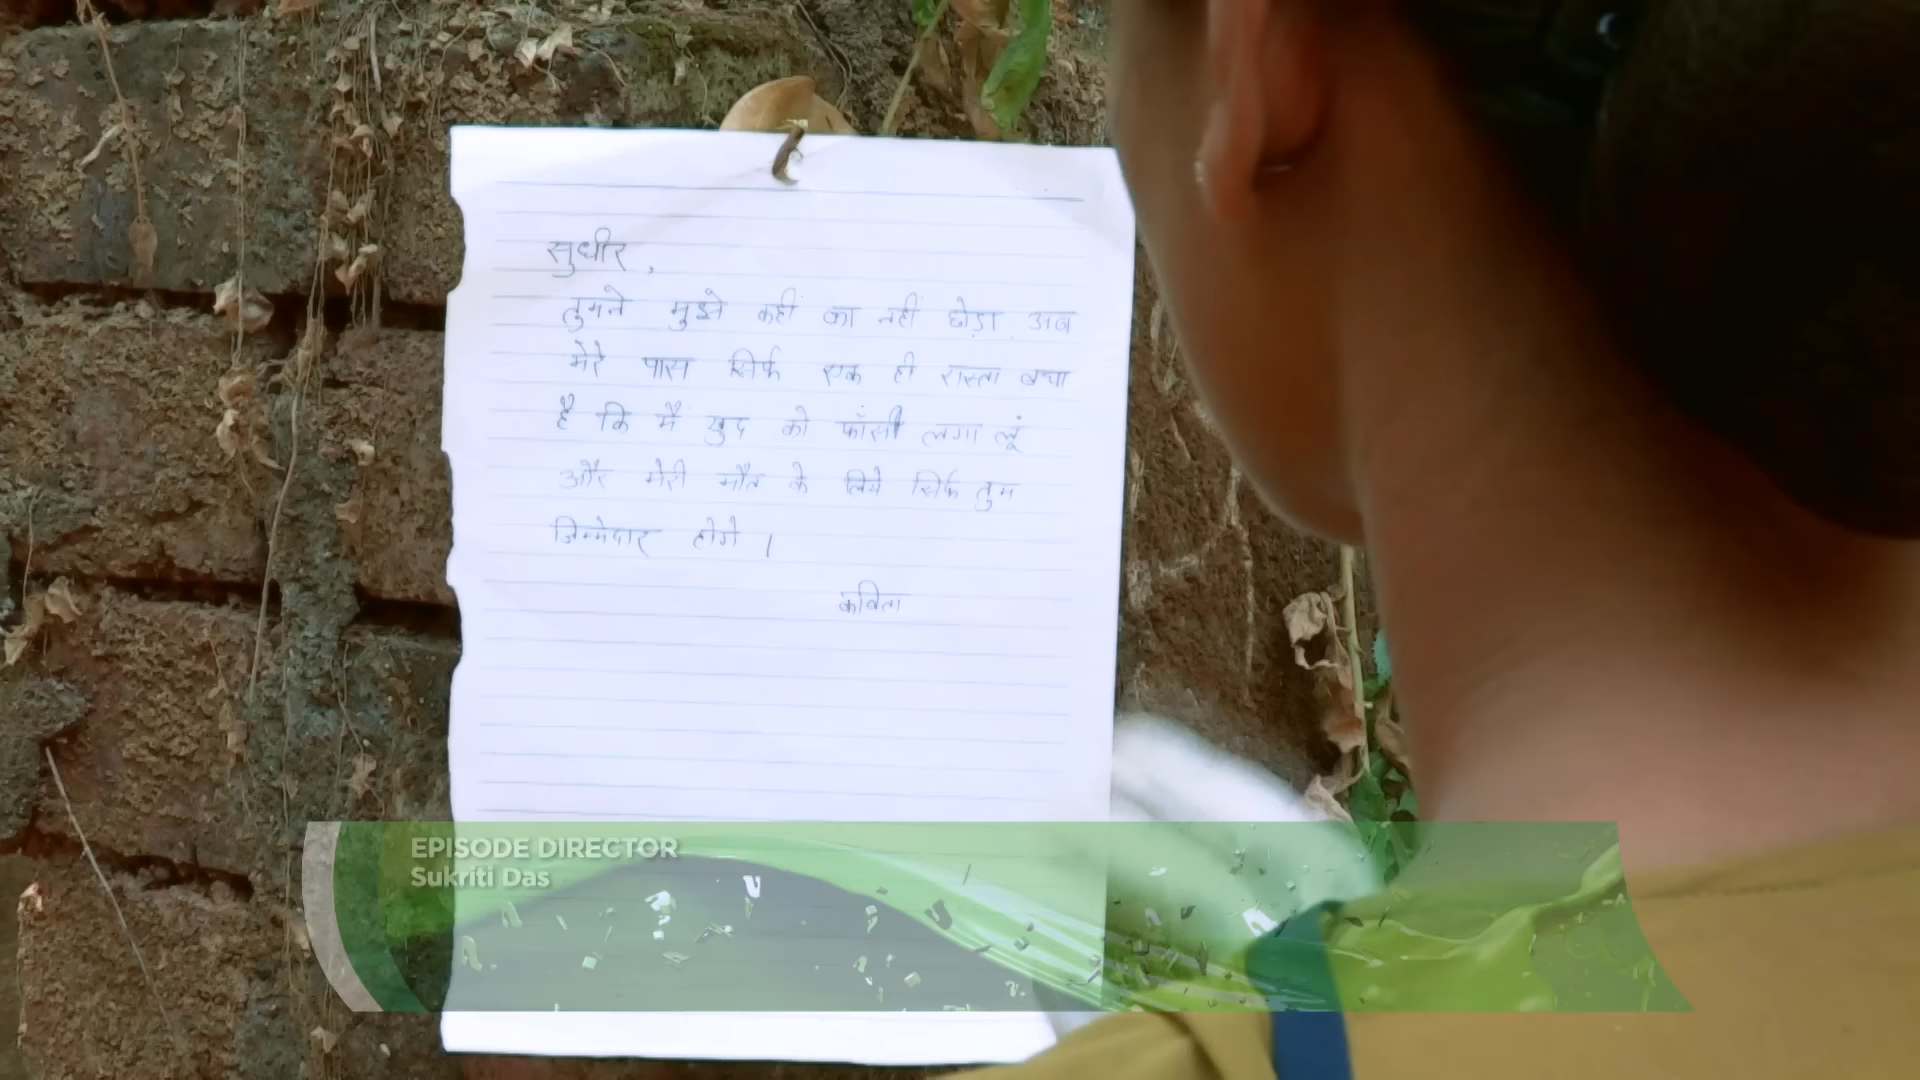 सुधीर,
तुमने मुझे कहीं का नहीं छोड़ा अब
मेरे पास सिर्फ एक ही रास्ता बचा
है कि मैं खुद को फाँसी लगा लूं
और मेरी मौत के लिये सिर्फ तुम
जिम्मेदार होगे।
कविता
EPISODE DIRECTOR
Sukriti Das